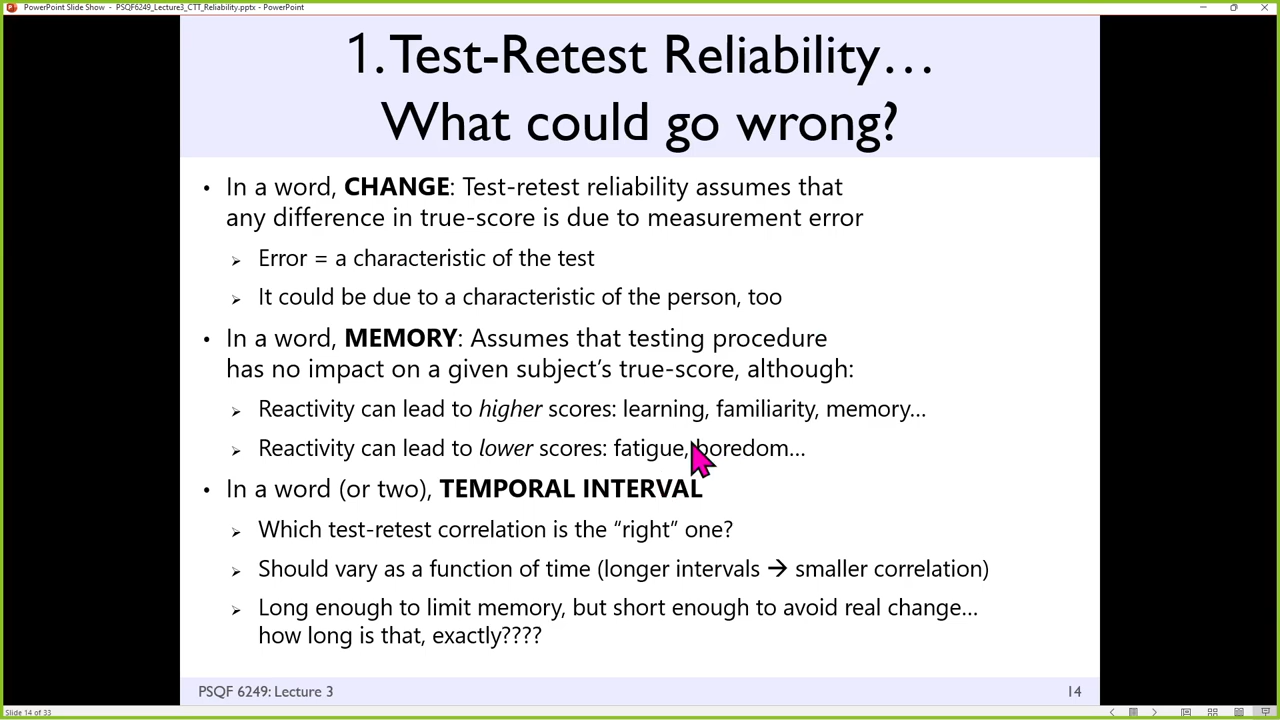 PowerPoint Slide Show - PSQF6249_Lecture3_CTT_Reliability.pptx - PowerPoint
1. Test-Retest Reliability…
What could go wrong?
• In a word, CHANGE: Test-retest reliability assumes that
any difference in true-score is due to measurement error
➢ Error = a characteristic of the test
➢ It could be due to a characteristic of the person, too
• In a word, MEMORY: Assumes that testing procedure
has no impact on a given subject’s true-score, although:
➢ Reactivity can lead to higher scores: learning, familiarity, memory…
➢ Reactivity can lead to lower scores: fatigue, boredom…
• In a word (or two), TEMPORAL INTERVAL
➢ Which test-retest correlation is the “right” one?
➢ Should vary as a function of time (longer intervals → smaller correlation)
➢ Long enough to limit memory, but short enough to avoid real change…
how long is that, exactly????
PSQF 6249: Lecture 3
14
Slide 14 of 33